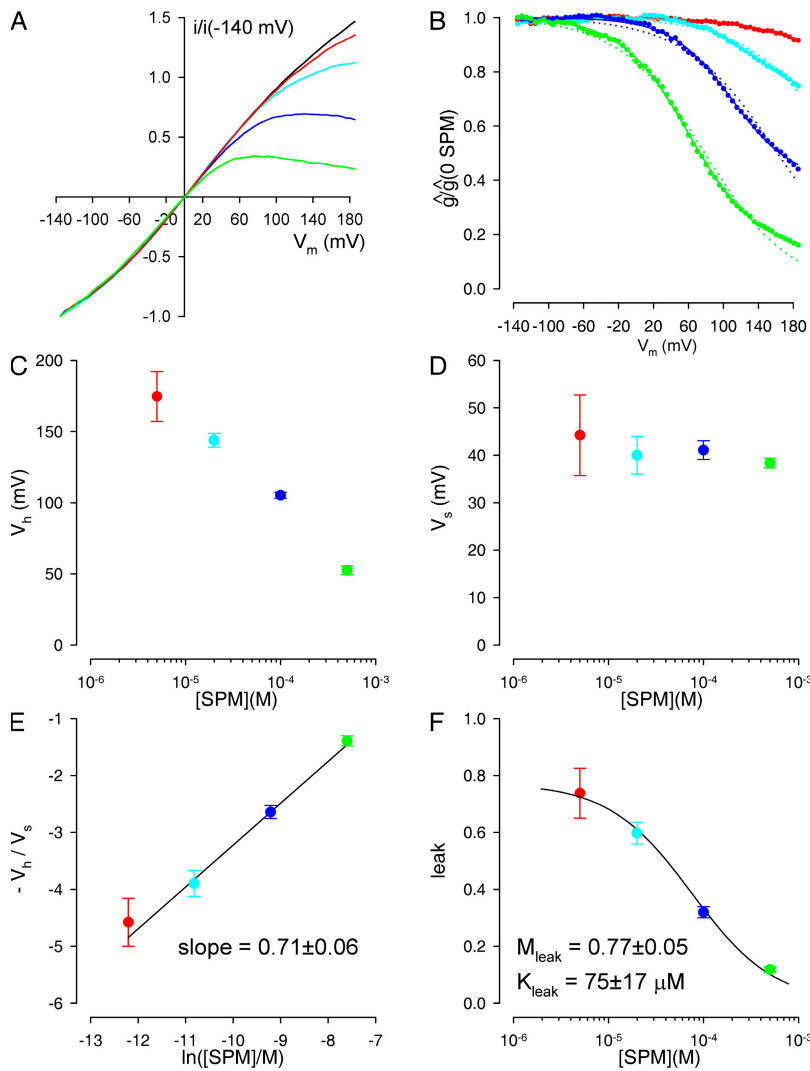 A
i/i(-140 mV)
1.5
1.0
0.5
-140 -100 -60 -20 20 60 100 140 180
V_m (mV)
-0.5
-1.0
B
ĝ/ĝ(0 SPM)
1.0
0.8
0.6
0.4
0.2
0.0
-140 -100 -60 -20 20 60 100 140 180
V_m (mV)
C
V_h (mV)
200
150
100
50
0
10^-6 10^-5 10^-4 10^-3
[SPM](M)
D
V_s (mV)
60
50
40
30
20
10
0
10^-6 10^-5 10^-4 10^-3
[SPM](M)
E
- V_h / V_s
-1
-2
-3
-4
-5
-6
slope = 0.71±0.06
-13 -12 -11 -10 -9 -8 -7
ln([SPM]/M)
F
leak
1.0
0.8
0.6
0.4
0.2
0.0
M_leak = 0.77±0.05
K_leak = 75±17 μM
10^-6 10^-5 10^-4 10^-3
[SPM](M)